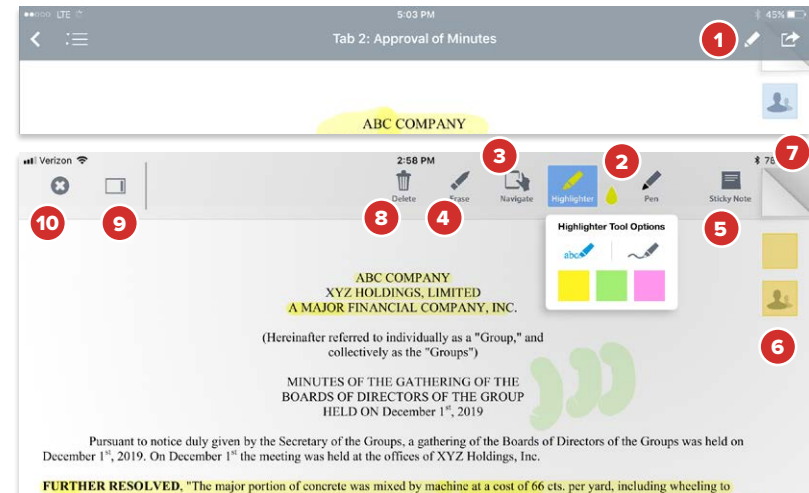 LTE 5:03 PM 45%
Tab 2: Approval of Minutes
1
ABC COMPANY
7
Verizon 2:58 PM
3
2
Delete Erase Navigate Highlighter Pen Sticky Note
10 9 8 4 5
Highlighter Tool Options
abc
ABC COMPANY
XYZ HOLDINGS, LIMITED
A MAJOR FINANCIAL COMPANY, INC.
(Hereinafter referred to individually as a "Group," and
collectively as the "Groups")
6
MINUTES OF THE GATHERING OF THE
BOARDS OF DIRECTORS OF THE GROUP
HELD ON December 1st, 2019
Pursuant to notice duly given by the Secretary of the Groups, a gathering of the Boards of Directors of the Groups was held on
December 1st, 2019. On December 1st the meeting was held at the offices of XYZ Holdings, Inc.
FURTHER RESOLVED, "The major portion of concrete was mixed by machine at a cost of 66 cts. per yard, including wheeling to